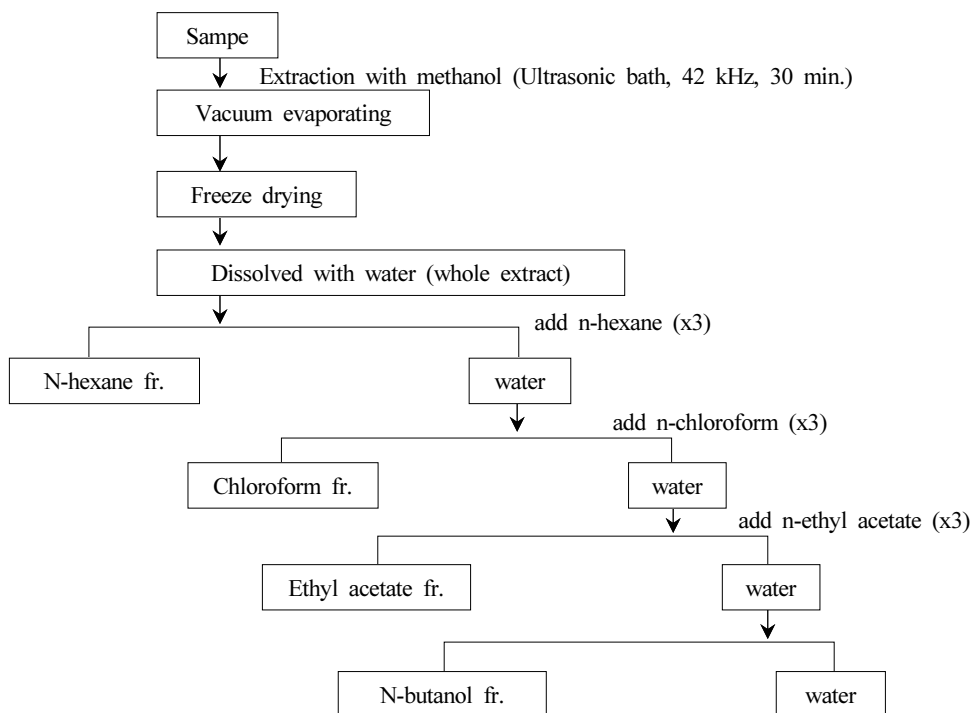 Sampe
Extraction with methanol (Ultrasonic bath, 42 kHz, 30 min.)
Vacuum evaporating
Freeze drying
Dissolved with water (whole extract)
add n-hexane (x3)
N-hexane fr.
water
add n-chloroform (x3)
Chloroform fr.
water
add n-ethyl acetate (x3)
Ethyl acetate fr.
water
N-butanol fr.
water